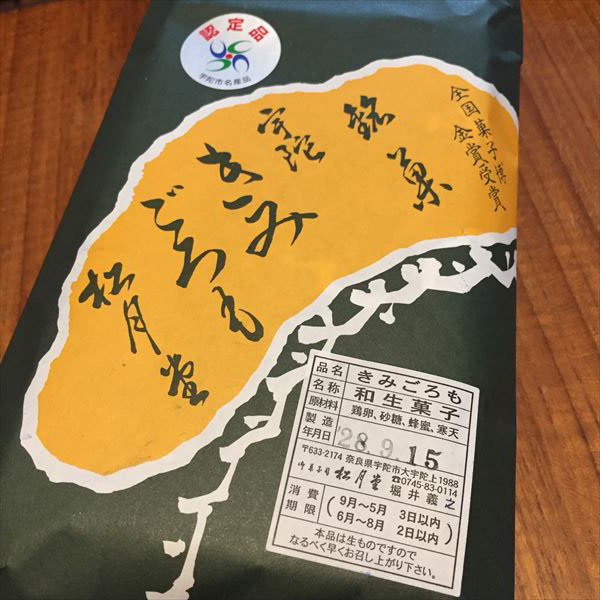 認定品
宇陀市名産品
全国菓子博
金賞受賞
銘菓
宇陀
きみ
ごろも
松月堂
品名 きみごろも
名称 和生菓子
原材料 鶏卵、砂糖、蜂蜜、寒天
製造年月日 28.9.15
〒633-2174 奈良県宇陀市大宇陀上1988
☎0745-83-0114
御菓子司 松月堂 堀井義之
消費期限 (9月〜5月 3日以内
6月〜8月 2日以内)
本品は生ものですので
なるべく早くお召し上がり下さい。